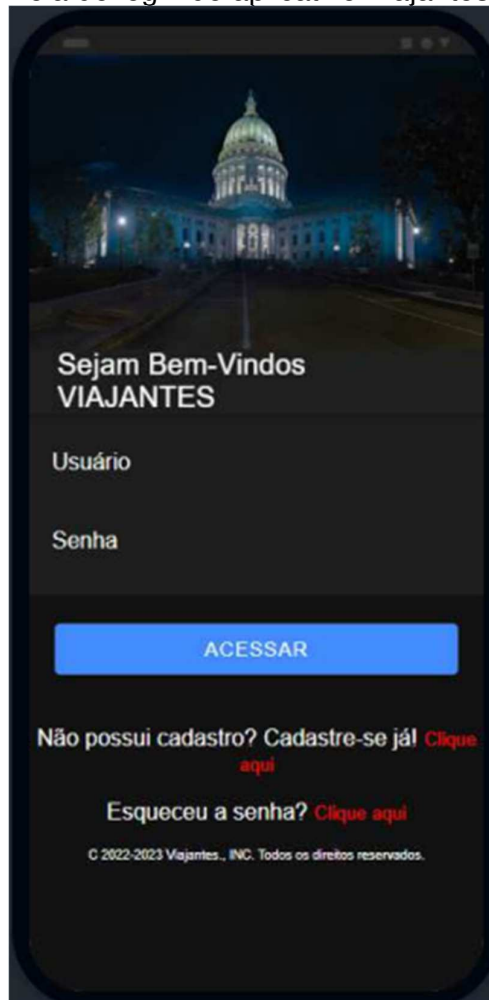 Sejam Bem-Vindos
VIAJANTES
Usuário
Senha
ACESSAR
Não possui cadastro? Cadastre-se já! Clique
aqui
Esqueceu a senha? Clique aqui
C 2022-2023 Viajantes., INC. Todos os direitos reservados.